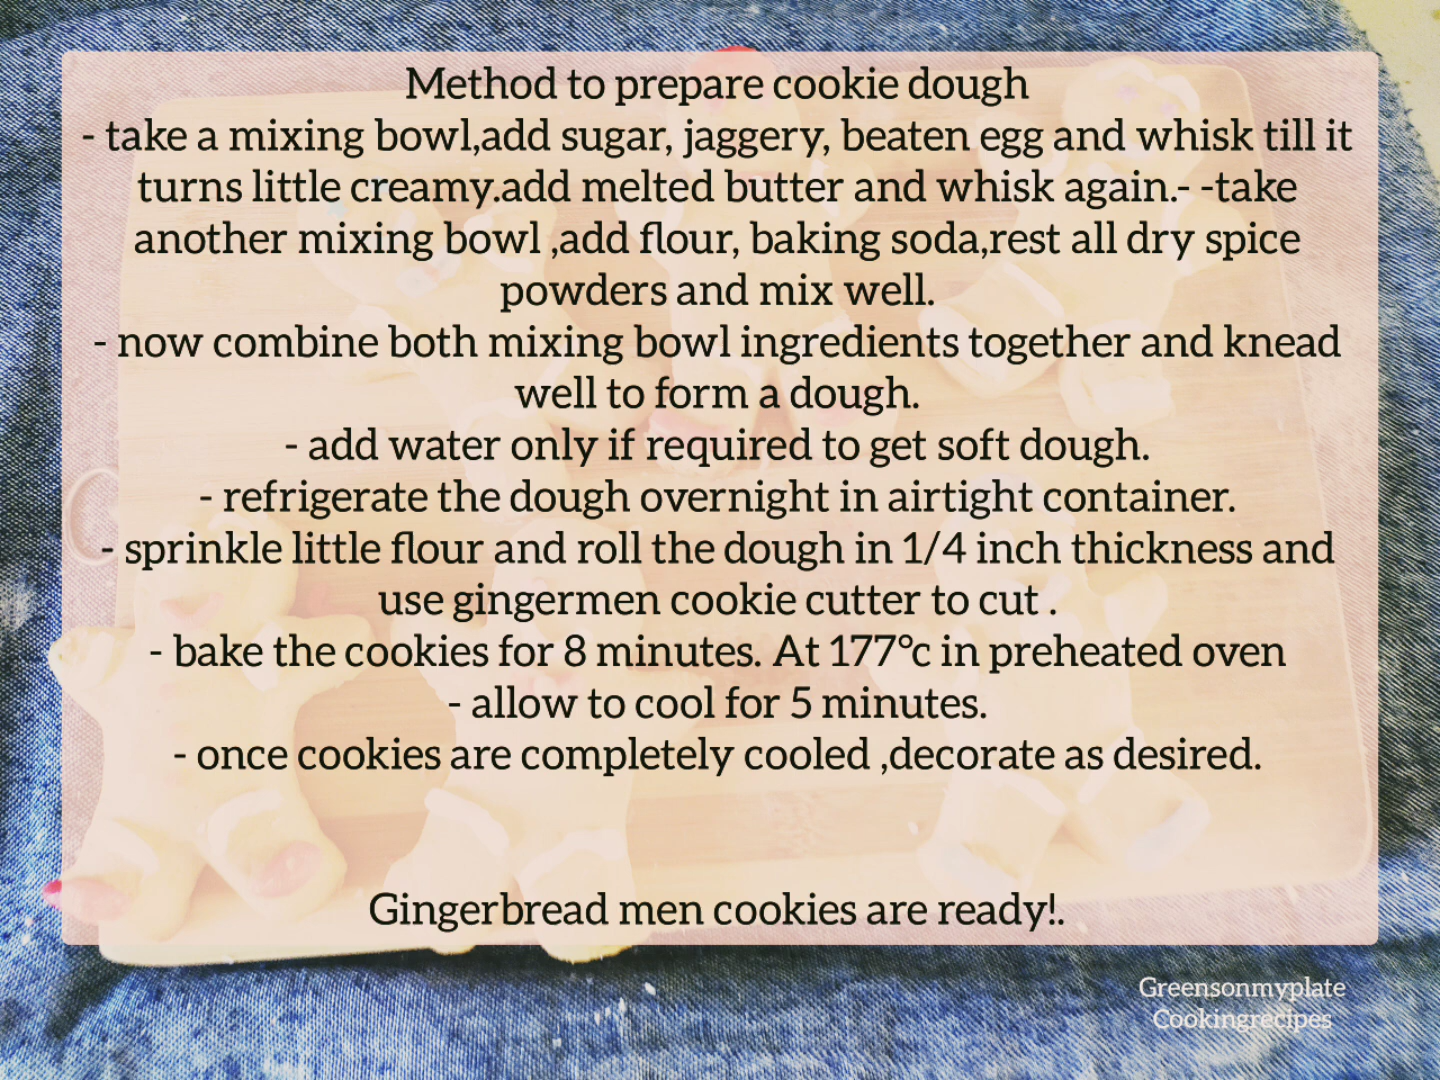 Method to prepare cookie dough
- take a mixing bowl,add sugar, jaggery, beaten egg and whisk till it
turns little creamy.add melted butter and whisk again.- -take
another mixing bowl ,add flour, baking soda,rest all dry spice
powders and mix well.
- now combine both mixing bowl ingredients together and knead
well to form a dough.
- add water only if required to get soft dough.
- refrigerate the dough overnight in airtight container.
- sprinkle little flour and roll the dough in 1/4 inch thickness and
use gingermen cookie cutter to cut .
- bake the cookies for 8 minutes. At 177°c in preheated oven
- allow to cool for 5 minutes.
- once cookies are completely cooled ,decorate as desired.
Gingerbread men cookies are ready!.
Greensonmyplate
Cookingrecipes